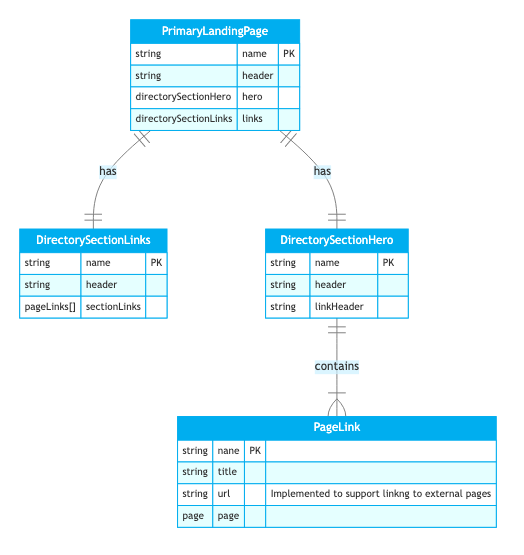 PrimaryLandingPage
string name PK
string header
directorySectionHero hero
directorySectionLinks links
has has
DirectorySectionLinks
string name PK
string header
pageLinks[] sectionLinks
DirectorySectionHero
string name PK
string header
string linkHeader
contains
PageLink
string nane PK
string title
string url Implemented to support linkng to external pages
page page